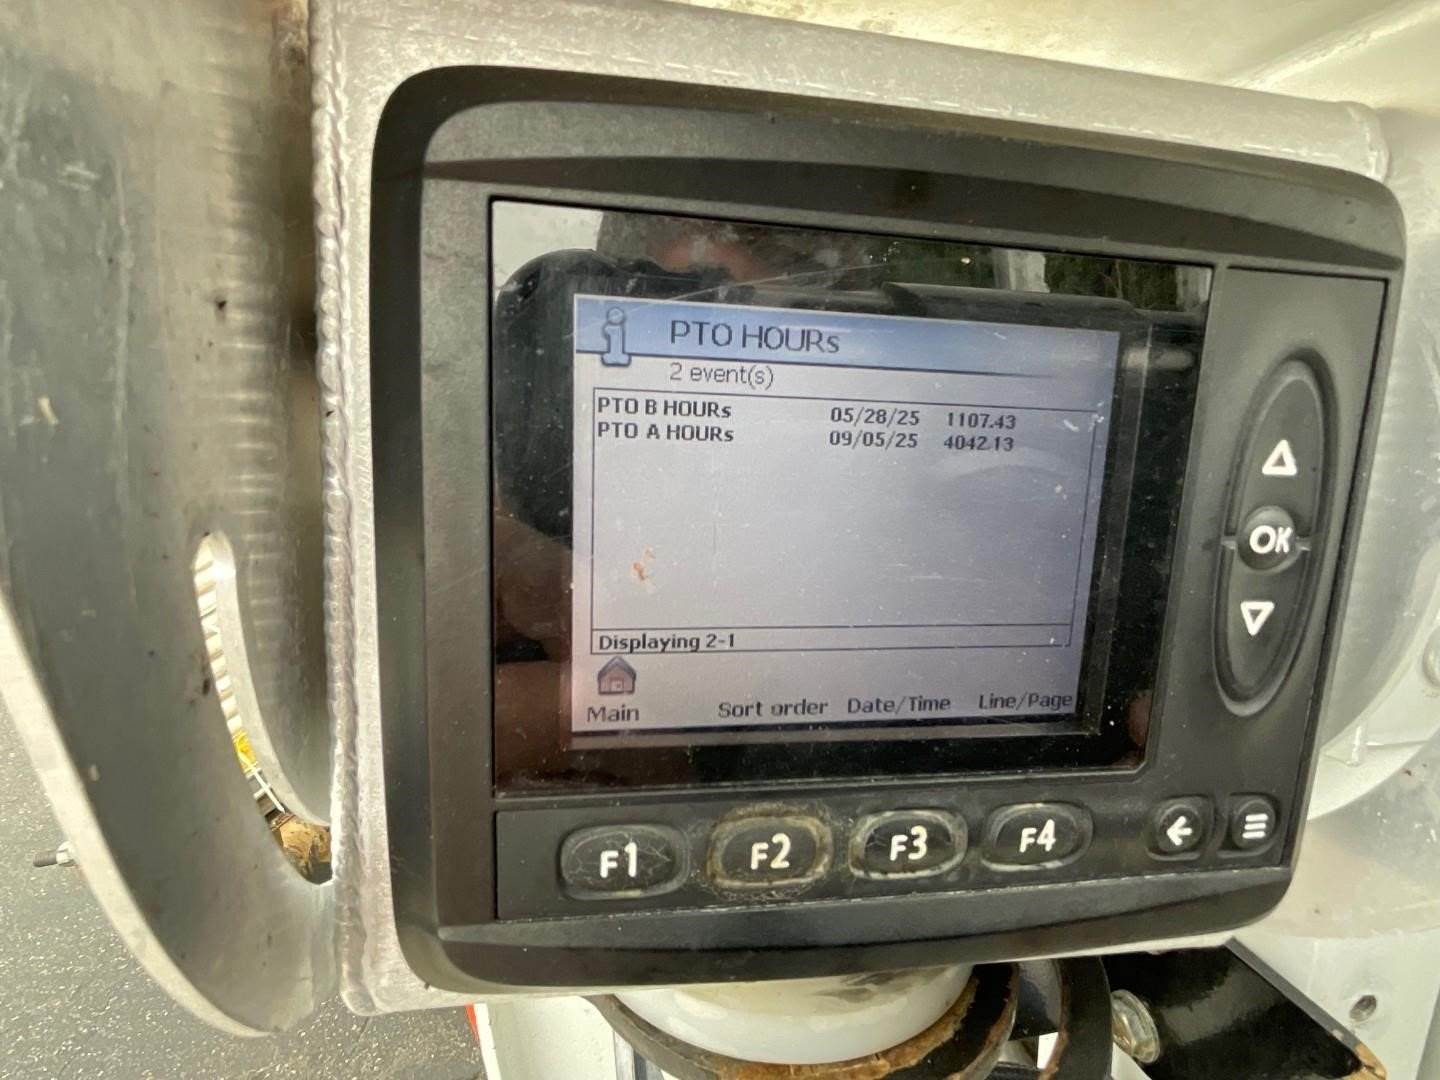 PTO HOURs
2 event(s)
PTO B HOURs 05/28/25 1107.43
PTO A HOURs 09/05/25 4042.13
Displaying 2-1
Main Sort order Date/Time Line/Page
OK
F1 F2 F3 F4